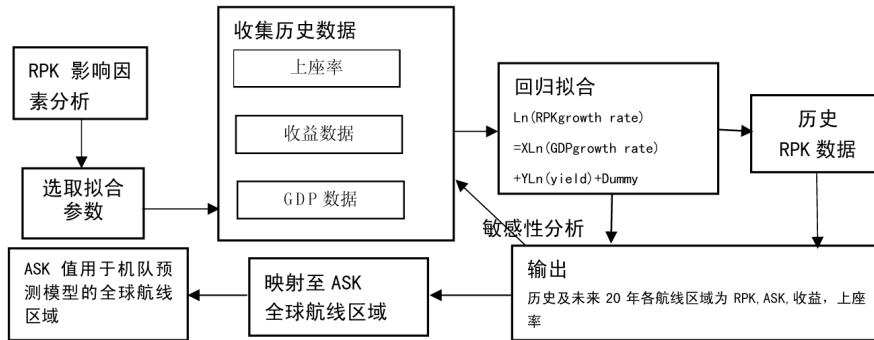 RPK 影响因
素分析
选取拟合
参数
收集历史数据
上座率
收益数据
GDP 数据
回归拟合
Ln(RPKgrowth rate)
=XLn(GDPgrowth rate)
+YLn(yield)+Dummy
历史
RPK 数据
敏感性分析
输出
历史及未来 20 年各航线区域为 RPK,ASK,收益，上座
率
映射至 ASK
全球航线区域
ASK 值用于机队预
测模型的全球航线
区域